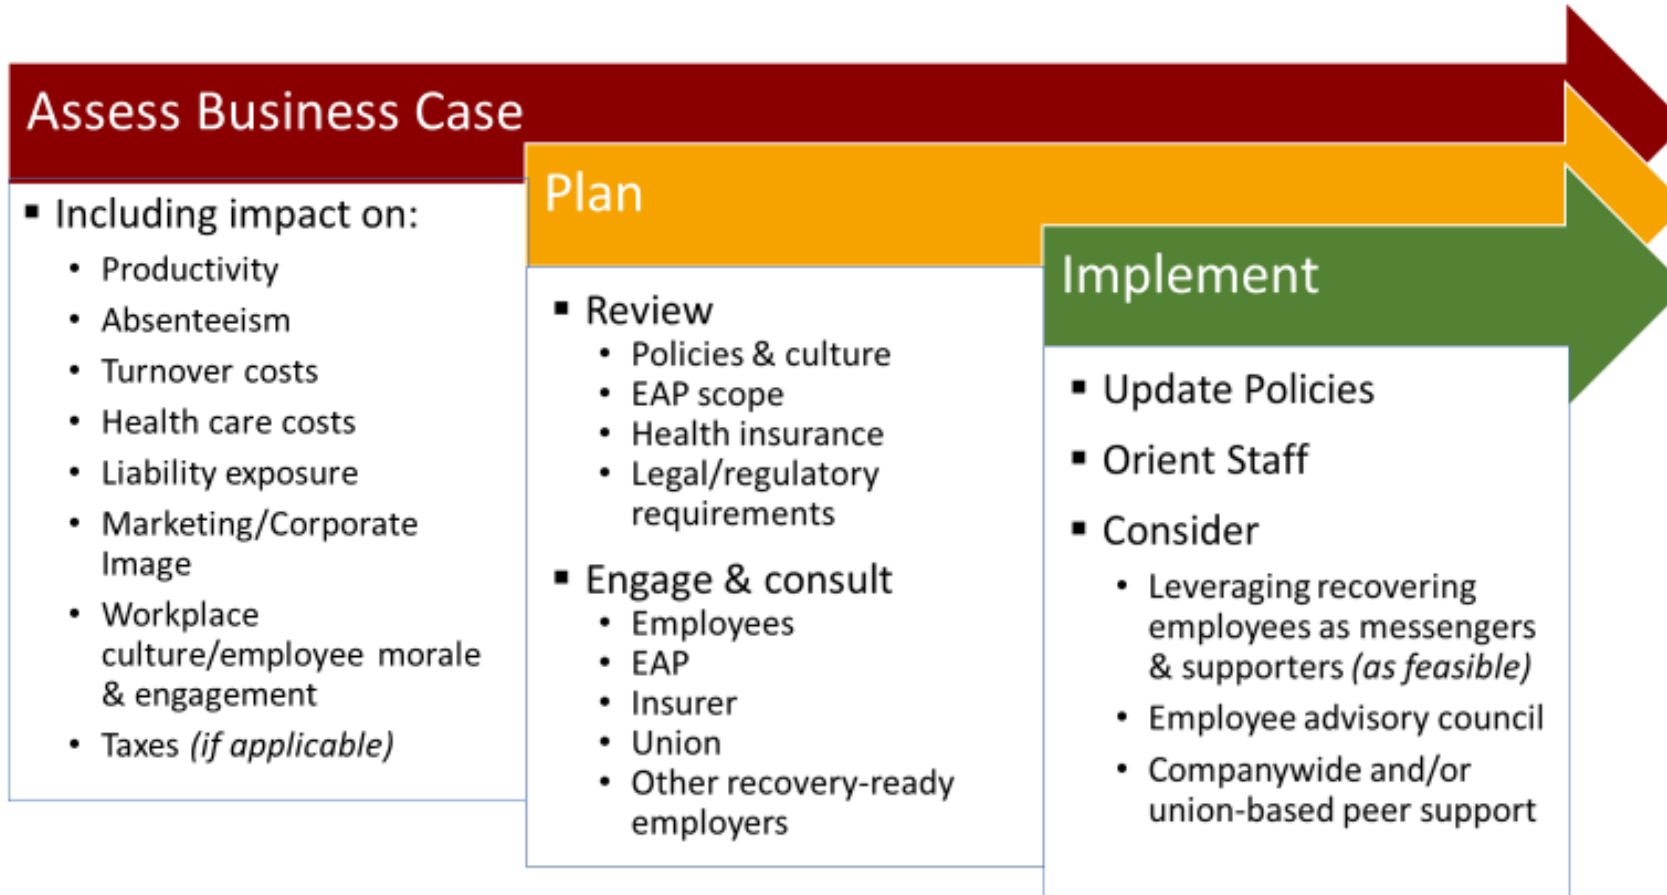 Assess Business Case
▪ Including impact on:
• Productivity
• Absenteeism
• Turnover costs
• Health care costs
• Liability exposure
• Marketing/Corporate
Image
• Workplace
culture/employee morale
& engagement
• Taxes (if applicable)
Plan
▪ Review
• Policies & culture
• EAP scope
• Health insurance
• Legal/regulatory
requirements
▪ Engage & consult
• Employees
• EAP
• Insurer
• Union
• Other recovery-ready
employers
Implement
▪ Update Policies
▪ Orient Staff
▪ Consider
• Leveraging recovering
employees as messengers
& supporters (as feasible)
• Employee advisory council
• Companywide and/or
union-based peer support